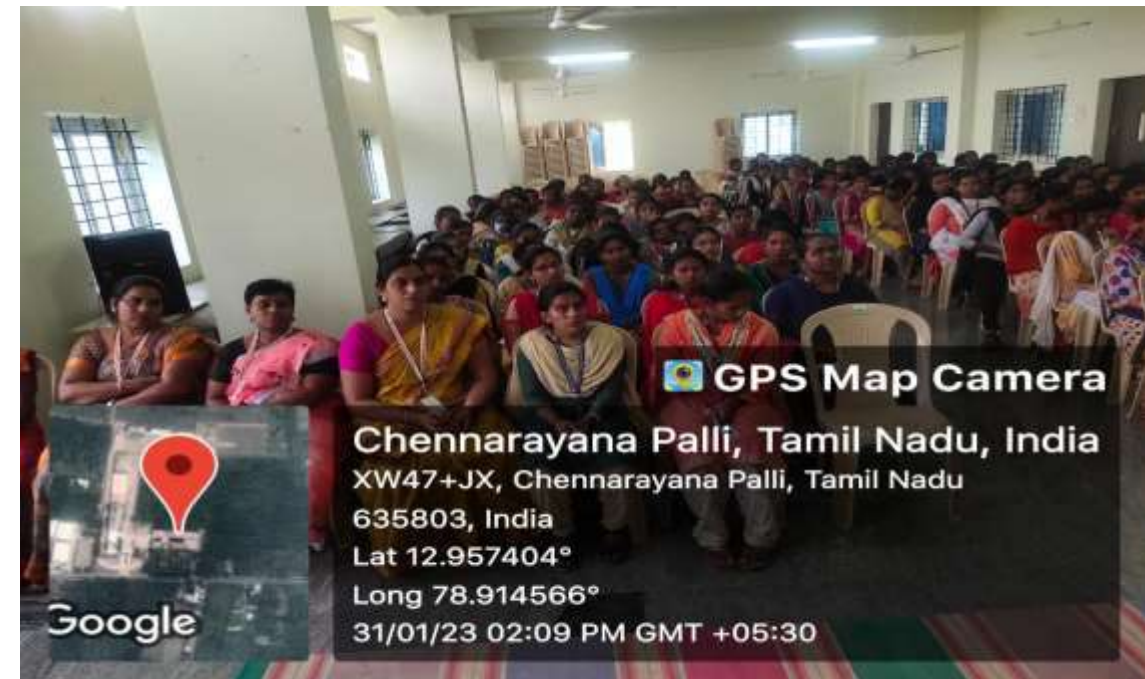 GPS Map Camera
Chennarayana Palli, Tamil Nadu, India
XW47+JX, Chennarayana Palli, Tamil Nadu
635803, India
Lat 12.957404°
Long 78.914566°
31/01/23 02:09 PM GMT +05:30
Google